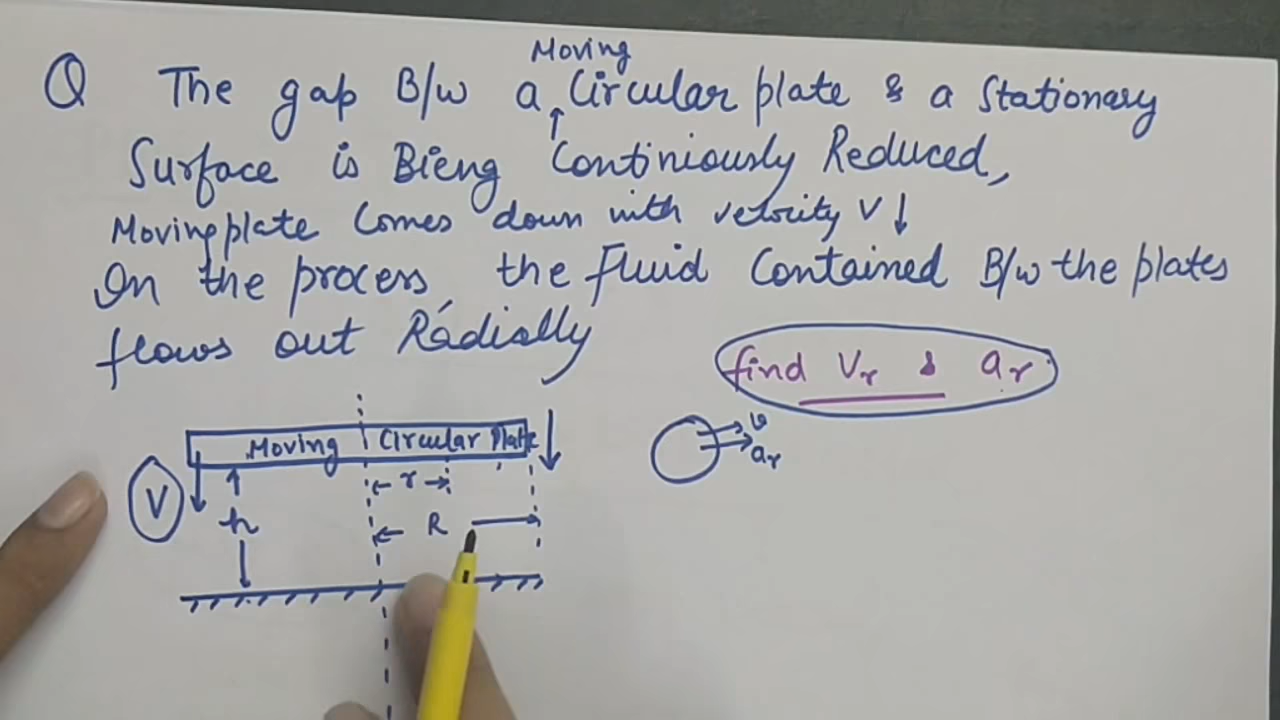 Moving
Q The gap B/w a Circular plate & a Stationary
Surface is Bieng Continiously Reduced,
Moving plate Comes down with velocity V ↓
In the process, the fluid Contained B/w the plates
flows out Radially
find Vr & ar
Moving Circular Plate
V
h
r
R
v
ar